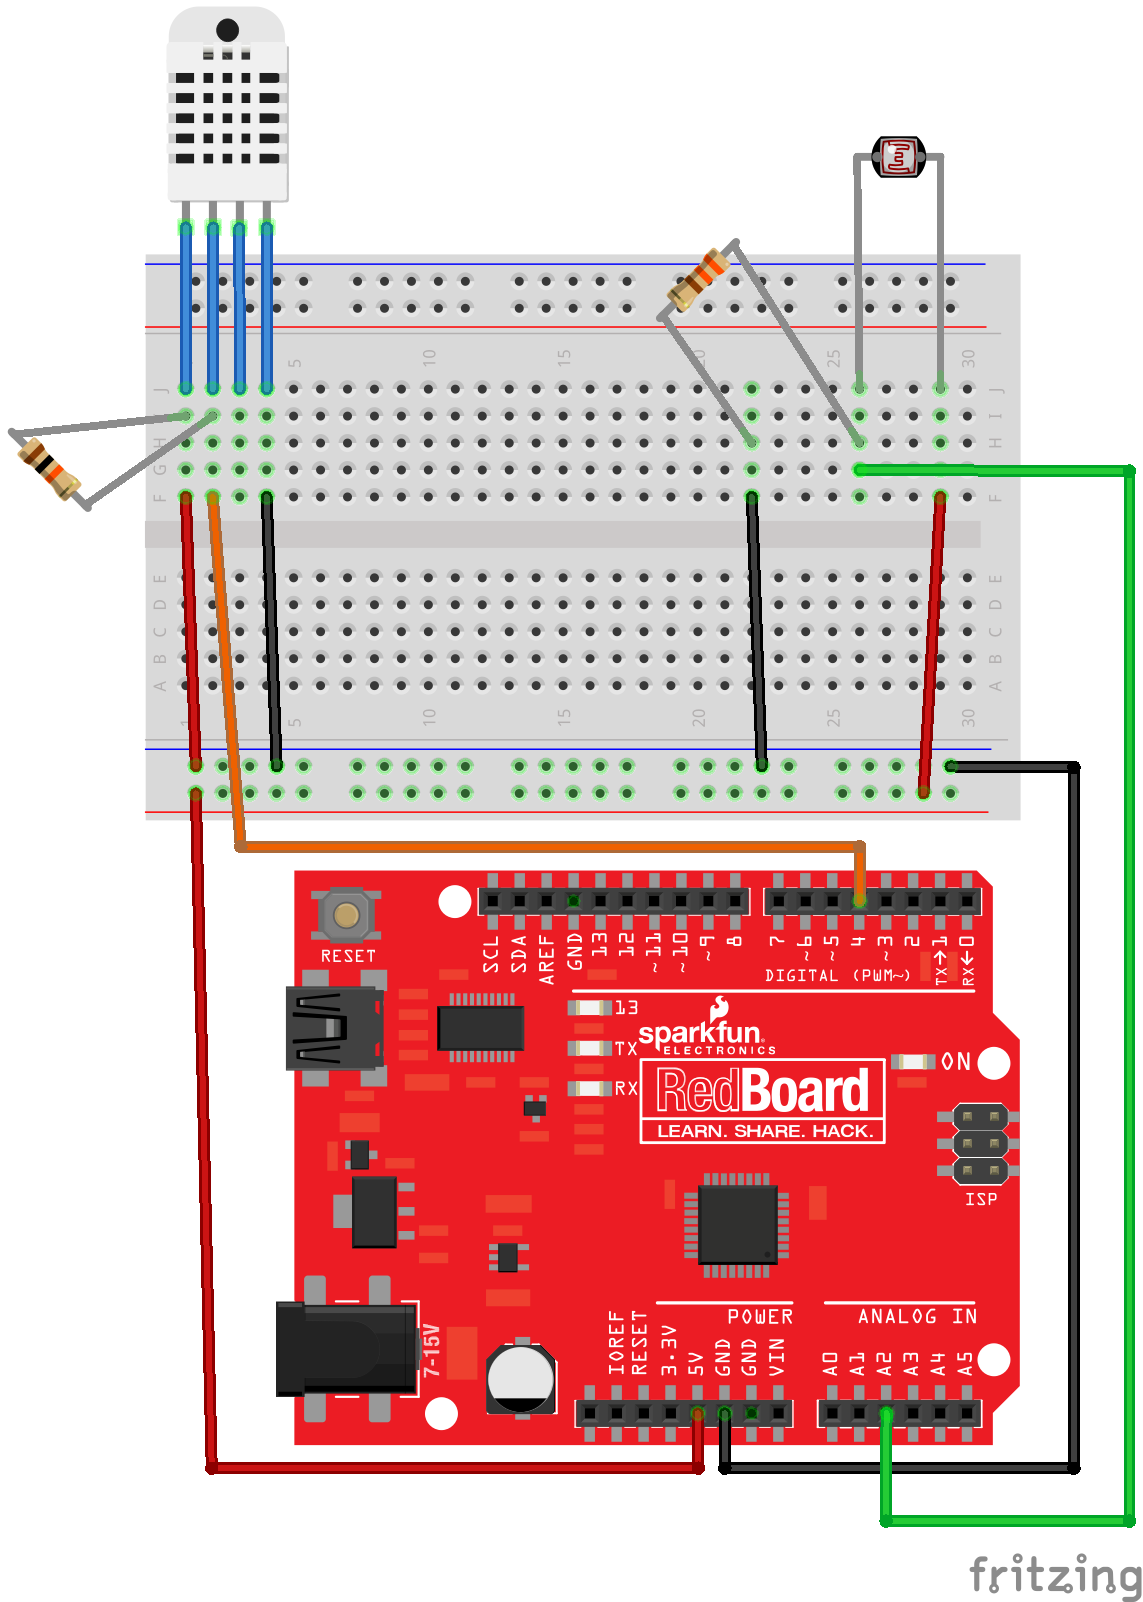 5 10 15 20 25 30
J J
I I
H H
G G
F F
E E
D D
C C
B B
A A
1 5 10 15 20 25 30
RESET
SCL SDA AREF GND 13 12 ~11 ~10 ~9 8 7 ~6 ~5 4 ~3 2 TX→1 RX←0
DIGITAL (PWM~)
13
TX
RX
sparkfun
ELECTRONICS
ON
RedBoard
LEARN. SHARE. HACK.
ISP
POWER
ANALOG IN
7-15V
IOREF RESET 3.3V 5V GND GND VIN A0 A1 A2 A3 A4 A5
fritzing